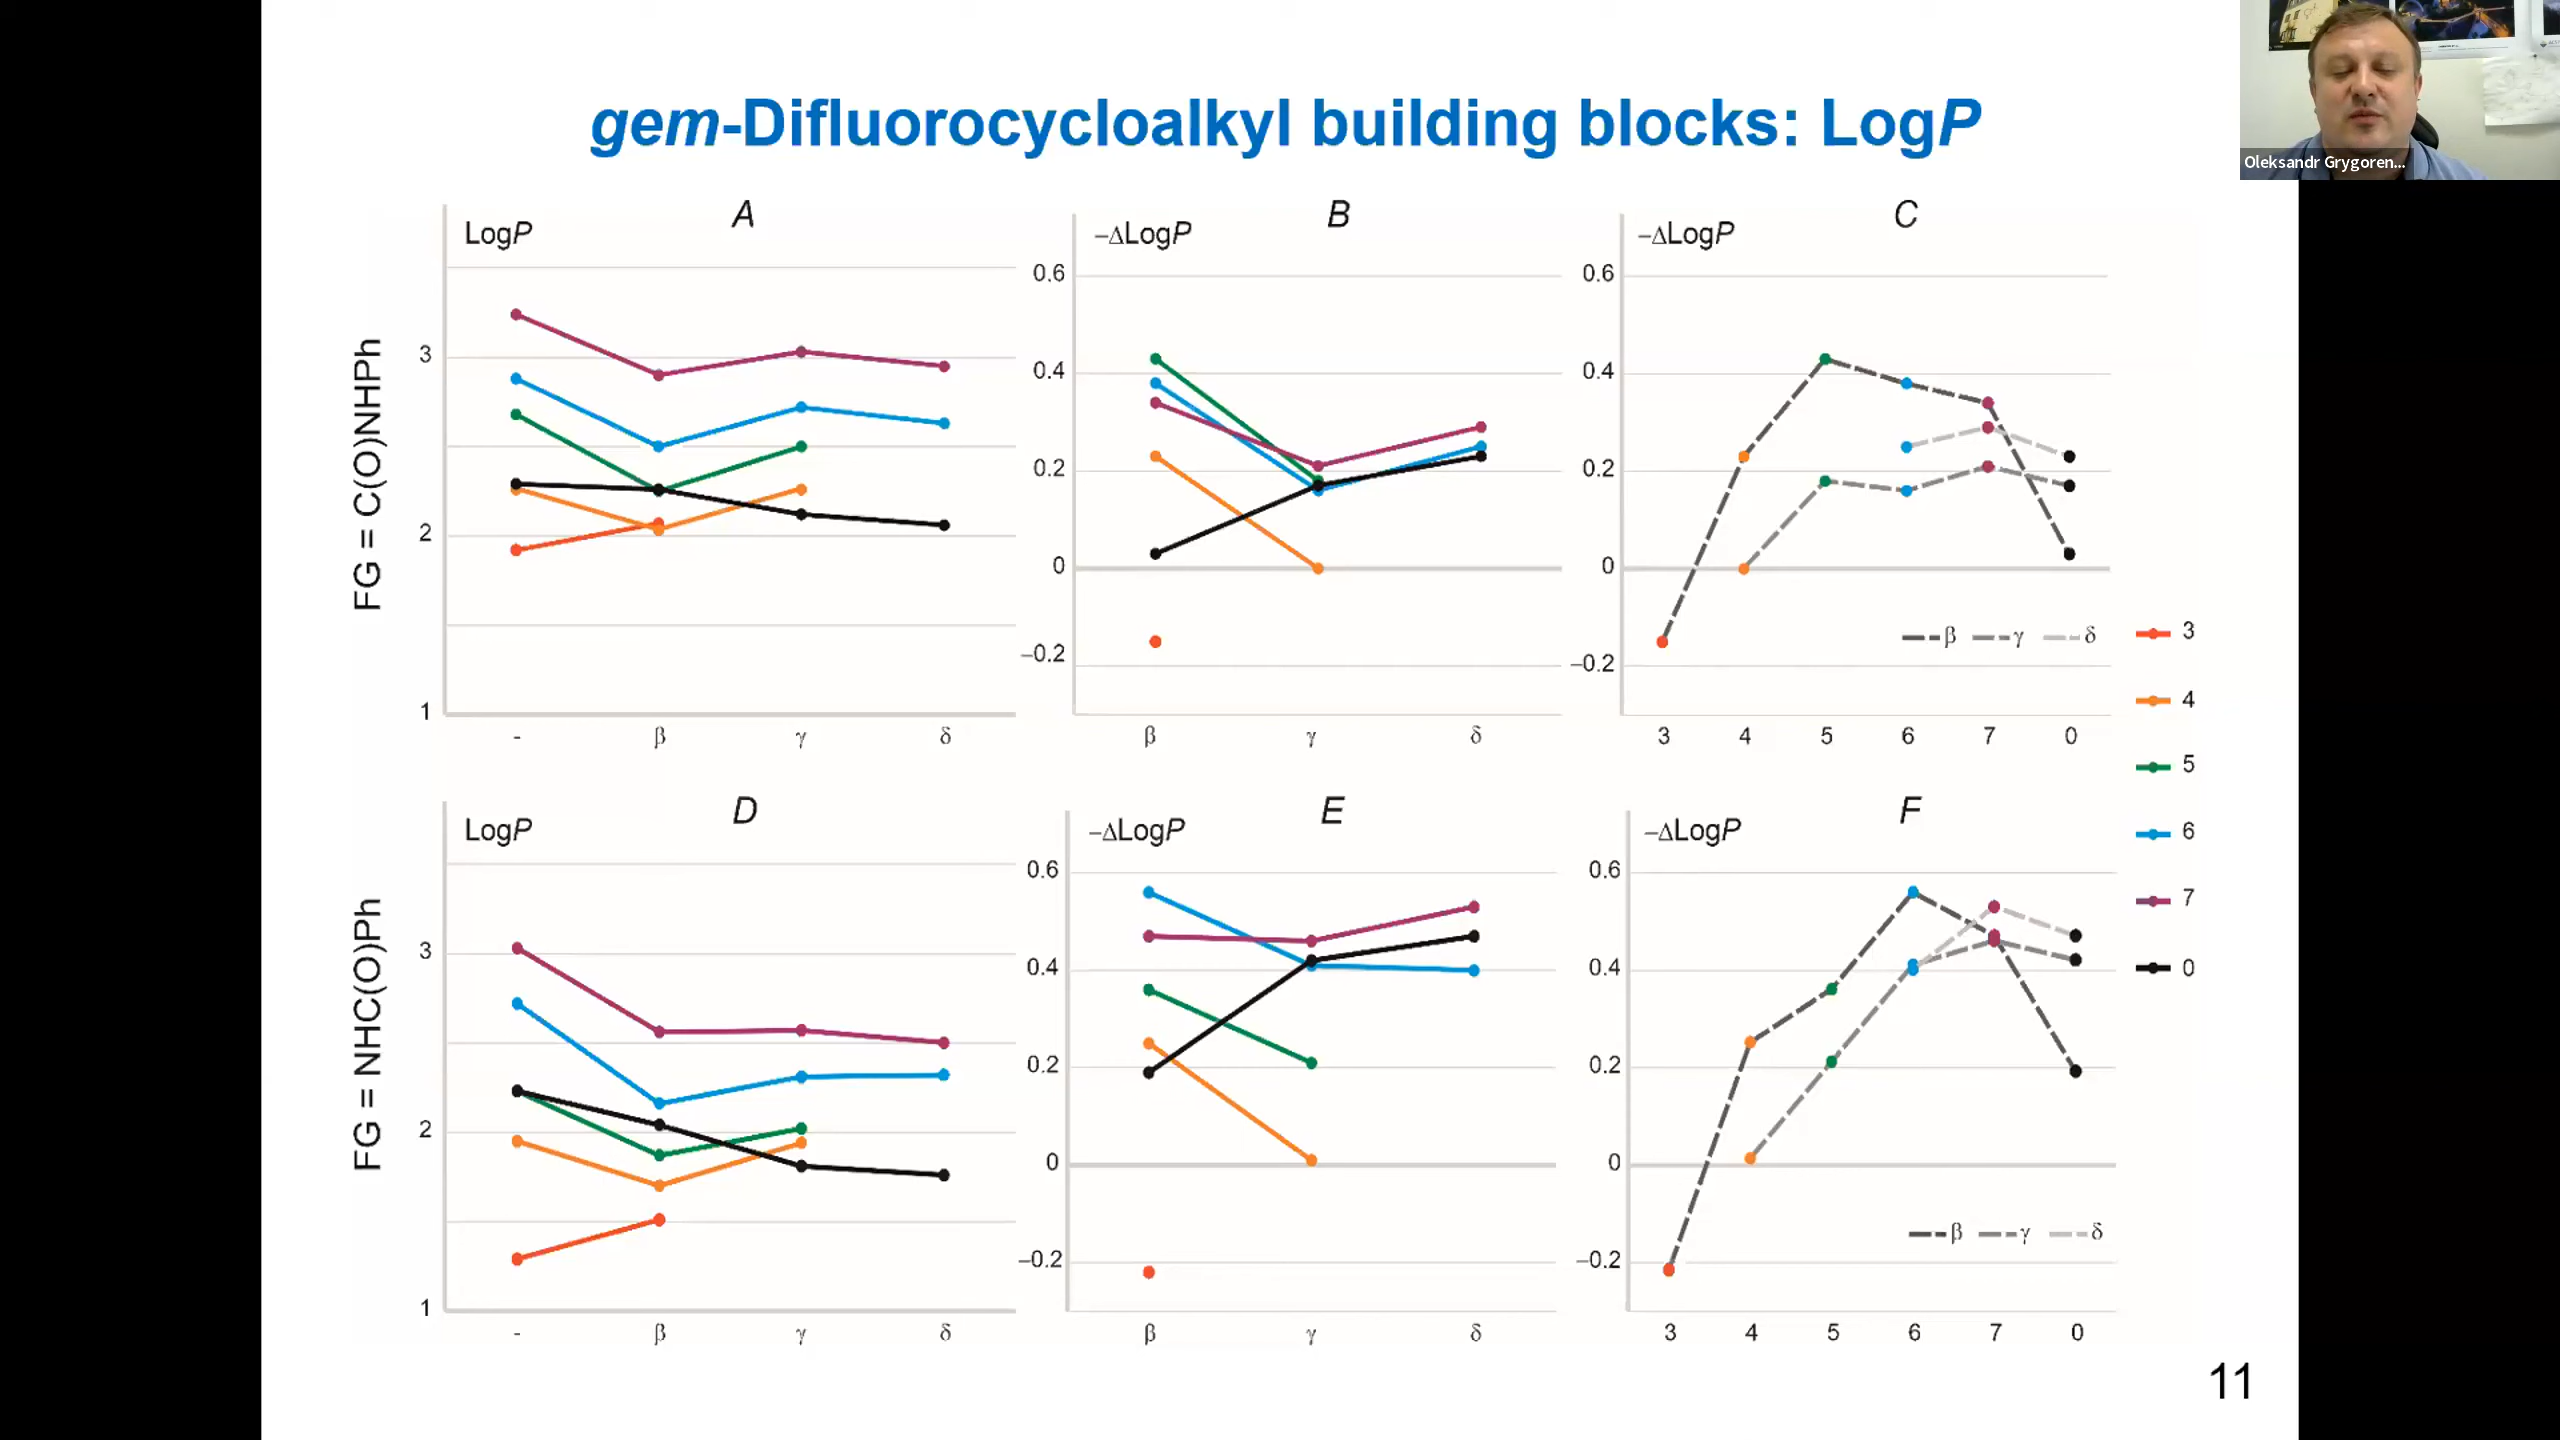 gem-Difluorocycloalkyl building blocks: LogP
Oleksandr Grygoren...
FG = C(O)NHPh
A
LogP
3
2
1
- β γ δ
B
–ΔLogP
0.6
0.4
0.2
0
–0.2
β γ δ
C
–ΔLogP
0.6
0.4
0.2
0
–0.2
β γ δ
3 4 5 6 7 0
3
4
5
6
7
0
FG = NHC(O)Ph
D
LogP
3
2
1
- β γ δ
E
–ΔLogP
0.6
0.4
0.2
0
–0.2
β γ δ
F
–ΔLogP
0.6
0.4
0.2
0
–0.2
β γ δ
3 4 5 6 7 0
11